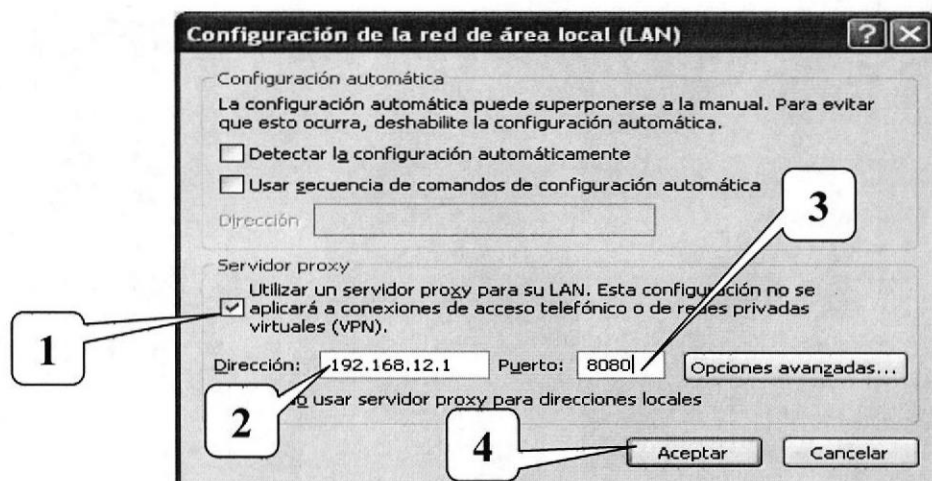 Configuración de la red de área local (LAN)
Configuración automática
La configuración automática puede superponerse a la manual. Para evitar
que esto ocurra, deshabilite la configuración automática.
Detectar la configuración automáticamente
Usar secuencia de comandos de configuración automática
3
Dirección
Servidor proxy
Utilizar un servidor proxy para su LAN. Esta configuración no se
aplicará a conexiones de acceso telefónico o de redes privadas
virtuales (VPN).
1
Dirección: 192.168.12.1 Puerto: 8080 Opciones avanzadas...
2
usar servidor proxy para direcciones locales
4
Aceptar Cancelar